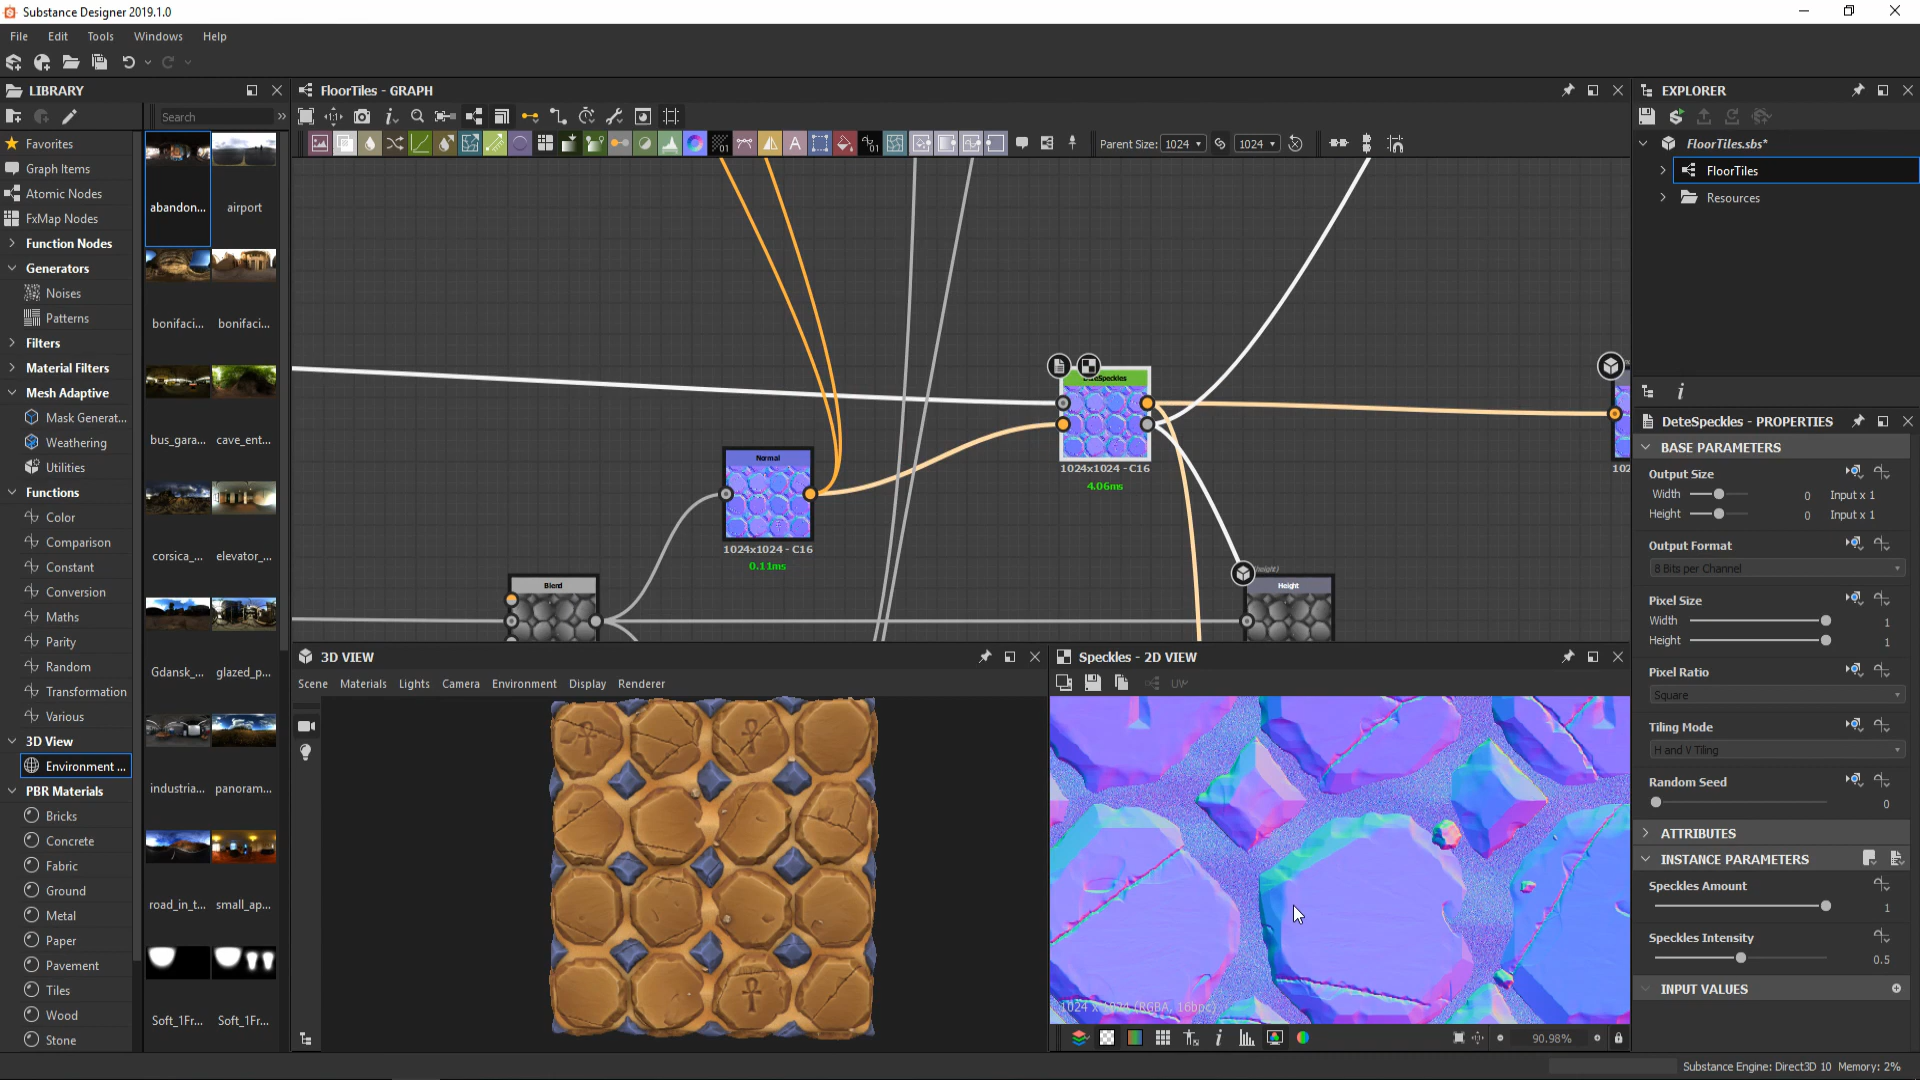 Substance Designer 2019.1.0
File Edit Tools Windows Help
LIBRARY
FloorTiles - GRAPH
EXPLORER
Search
Parent Size: 1024 1024
FloorTiles.sbs*
FloorTiles
Resources
Favorites
Graph Items
Atomic Nodes
FxMap Nodes
Function Nodes
Generators
Noises
Patterns
Filters
Material Filters
Mesh Adaptive
Mask Generat...
Weathering
Utilities
Functions
Color
Comparison
Constant
Conversion
Maths
Parity
Random
Transformation
Various
3D View
Environment ...
PBR Materials
Bricks
Concrete
Fabric
Ground
Metal
Paper
Pavement
Tiles
Wood
Stone
abandon... airport
bonifaci... bonifaci...
bus_gara... cave_ent...
corsica_... elevator_...
Gdansk_... glazed_p...
industria... panoram...
road_in_t... small_ap...
Soft_1Fr... Soft_1Fr...
Normal
1024x1024 - C16
0.11ms
1024x1024 - C16
4.06ms
Blend
(height)
Height
102
3D VIEW
Scene Materials Lights Camera Environment Display Renderer
Speckles - 2D VIEW
UV
1024 x 1024 (RGBA, 16bpc)
90.98%
DeteSpeckles - PROPERTIES
BASE PARAMETERS
Output Size
Width 0 Input x 1
Height 0 Input x 1
Output Format
8 Bits per Channel
Pixel Size
Width 1
Height 1
Pixel Ratio
Square
Tiling Mode
H and V Tiling
Random Seed
0
ATTRIBUTES
INSTANCE PARAMETERS
Speckles Amount
1
Speckles Intensity
0.5
INPUT VALUES
Substance Engine: Direct3D 10 Memory: 2%